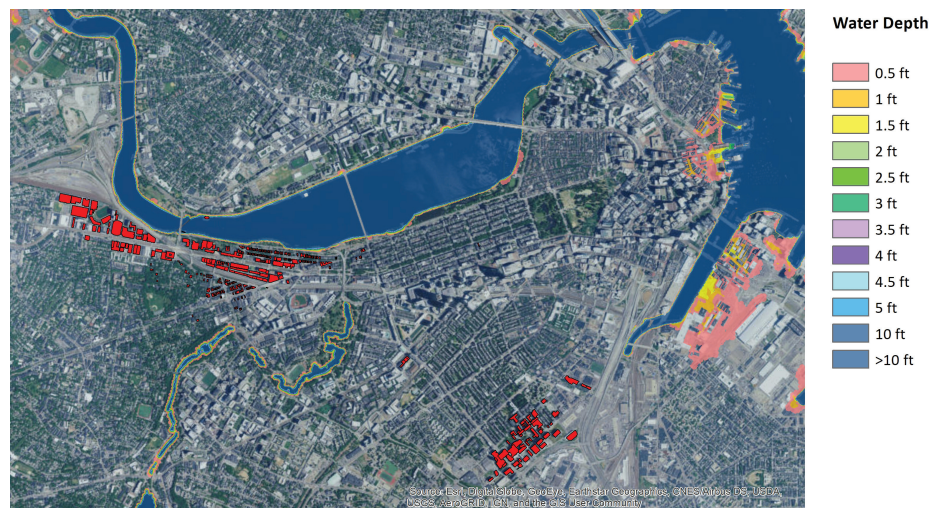 Water Depth
0.5 ft
1 ft
1.5 ft
2 ft
2.5 ft
3 ft
3.5 ft
4 ft
4.5 ft
5 ft
10 ft
>10 ft
Source: Esri, DigitalGlobe, GeoEye, Earthstar Geographics, CNES/Airbus DS, USDA,
USGS, AeroGRID, IGN, and the GIS User Community